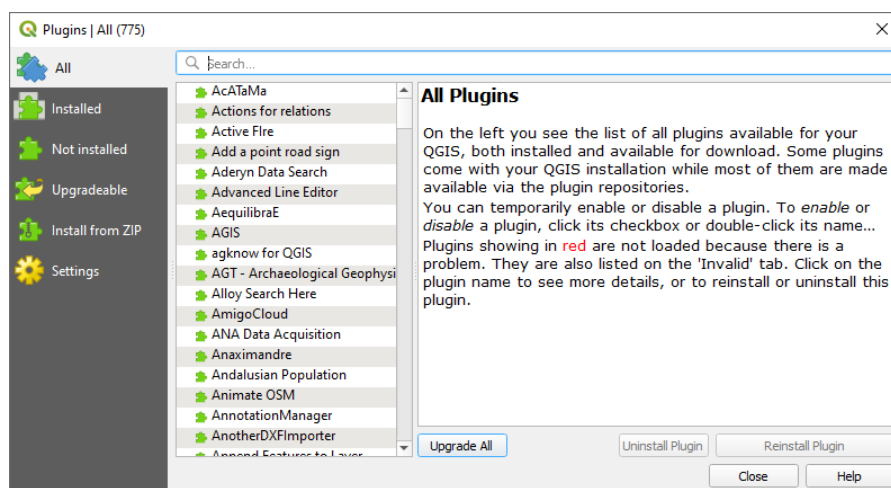 Plugins | All (775)
All
Installed
Not installed
Upgradeable
Install from ZIP
Settings
Search...
AcATaMa
Actions for relations
Active FIre
Add a point road sign
Aderyn Data Search
Advanced Line Editor
AequilibraE
AGIS
agknow for QGIS
AGT - Archaeological Geophysi
Alloy Search Here
AmigoCloud
ANA Data Acquisition
Anaximandre
Andalusian Population
Animate OSM
AnnotationManager
AnotherDXFImporter
Append Features to Layer
All Plugins
On the left you see the list of all plugins available for your
QGIS, both installed and available for download. Some plugins
come with your QGIS installation while most of them are made
available via the plugin repositories.
You can temporarily enable or disable a plugin. To enable or
disable a plugin, click its checkbox or double-click its name...
Plugins showing in red are not loaded because there is a
problem. They are also listed on the 'Invalid' tab. Click on the
plugin name to see more details, or to reinstall or uninstall this
plugin.
Upgrade All
Uninstall Plugin
Reinstall Plugin
Close
Help